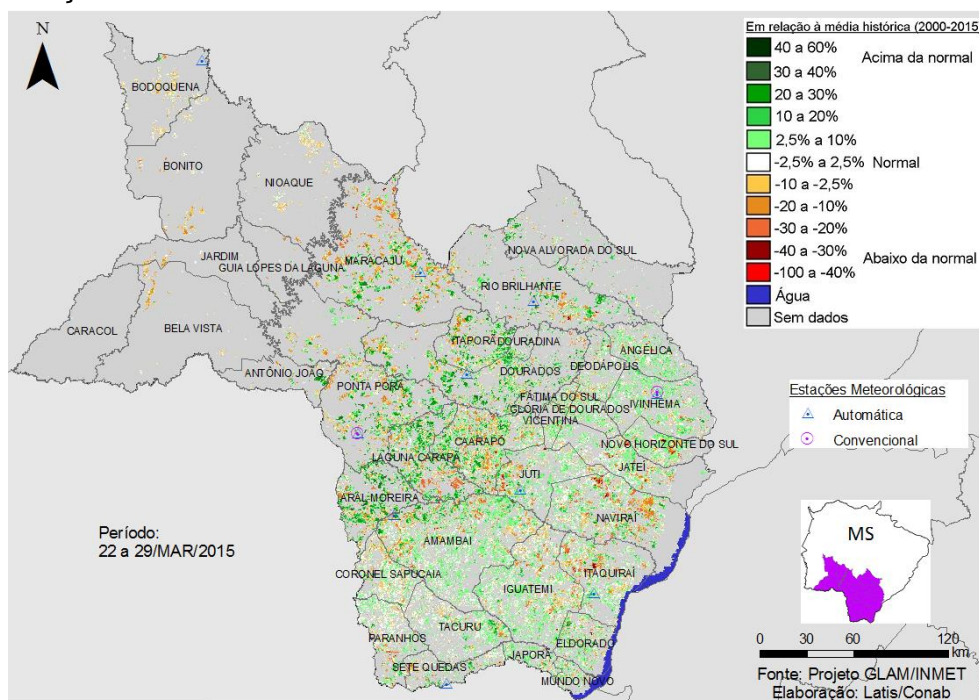 N
BODOQUENA
BONITO
NIOAQUE
JARDIM
GUIA LOPES DA LAGUNA
MARACAJU
NOVA ALVORADA DO SUL
RIO BRILHANTE
CARACOL
BELA VISTA
ANTÔNIO JOÃO
PONTA PORÃ
ITAPORÃ
DOURADINA
DOURADOS
ANGÉLICA
DEODÁPOLIS
FÁTIMA DO SUL
GLÓRIA DE DOURADOS
VICENTINA
IVINHEMA
CAARAPÓ
LAGUNA CARAPÃ
NOVO HORIZONTE DO SUL
JATEÍ
JUTI
ARAL MOREIRA
NAVIRAÍ
AMAMBAI
CORONEL SAPUCAIA
ITAQUIRAÍ
IGUATEMI
TACURU
PARANHOS
ELDORADO
SETE QUEDAS
JAPORÃ
MUNDO NOVO
Período:
22 a 29/MAR/2015
Em relação à média histórica (2000-2015)
40 a 60%
Acima da normal
30 a 40%
20 a 30%
10 a 20%
2,5% a 10%
-2,5% a 2,5% Normal
-10 a -2,5%
-20 a -10%
-30 a -20%
-40 a -30%
Abaixo da normal
-100 a -40%
Água
Sem dados
Estações Meteorológicas
Automática
Convencional
MS
0 30 60 120
km
Fonte: Projeto GLAM/INMET
Elaboração: Latis/Conab